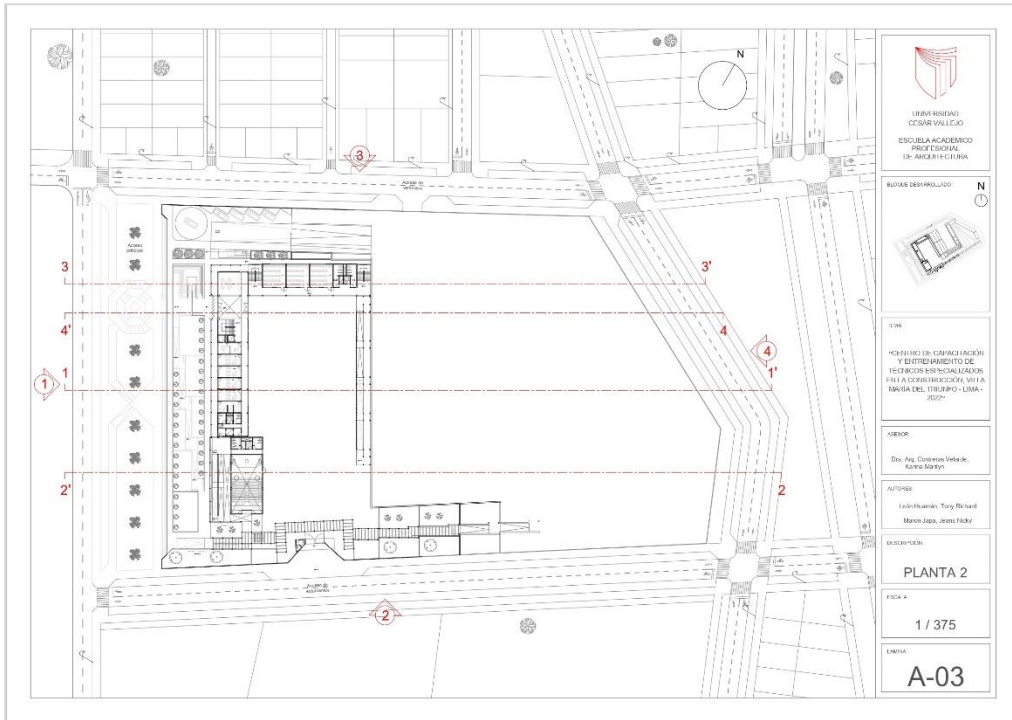 N
3
Acceso
principal
3
3'
4'
4
4
1
1
1'
2'
2
2
UNIVERSIDAD
CESAR VALLEJO
ESCUELA ACADÉMICO
PROFESIONAL
DE ARQUITECTURA
BLOQUE DESARROLLADO
N
TEMA:
"CENTRO DE CAPACITACIÓN
Y ENTRENAMIENTO DE
TÉCNICOS ESPECIALIZADOS
EN LA CONSTRUCCIÓN, VILLA
MARÍA DEL TRIUNFO - LIMA -
2022"
ASESOR:
Dra. Arq. Contreras Velarde,
Karina Marilyn
AUTORES:
León Huamán, Tony Richard
Jeans Nicky
DESCRIPCIÓN:
PLANTA 2
ESCALA:
1 / 375
LÁMINA:
A-03